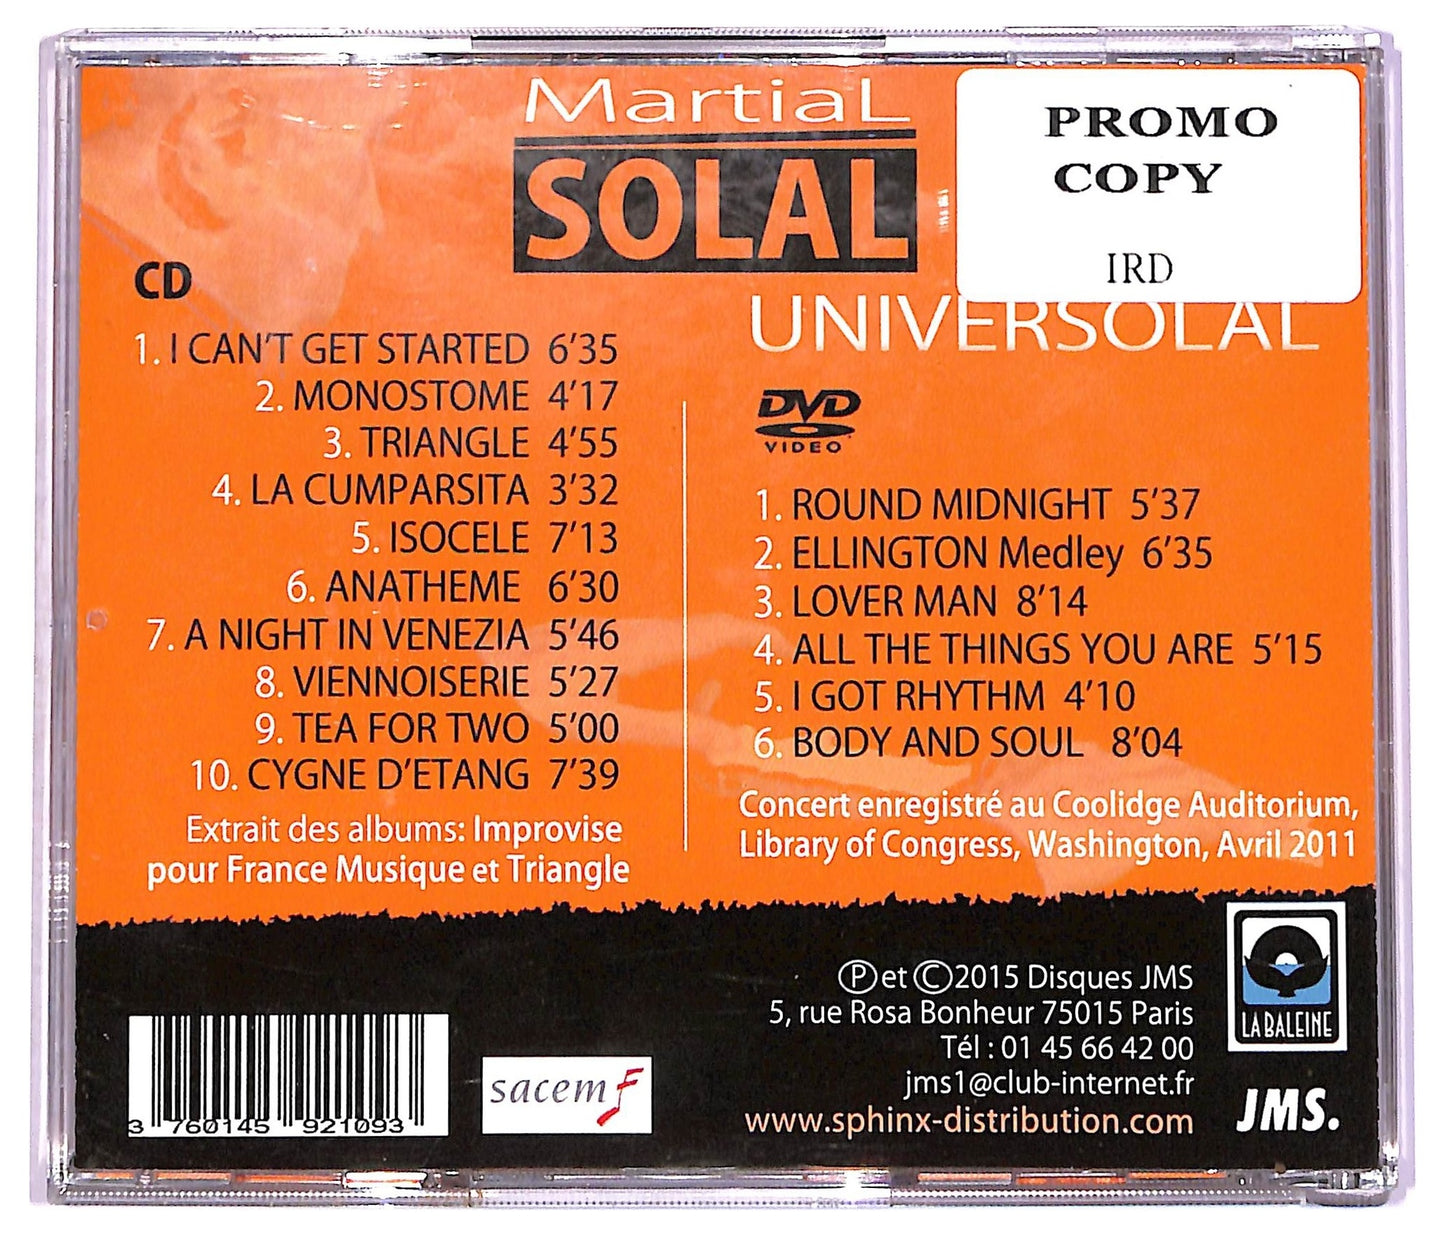 MartiaL
SOLAL
PROMO
COPY
IRD
UNIVERSOLAL
CD
1. I CAN'T GET STARTED 6'35
2. MONOSTOME 4'17
3. TRIANGLE 4'55
4. LA CUMPARSITA 3'32
5. ISOCELE 7'13
6. ANATHEME 6'30
7. A NIGHT IN VENEZIA 5'46
8. VIENNOISERIE 5'27
9. TEA FOR TWO 5'00
10. CYGNE D'ETANG 7'39
Extrait des albums: Improvise
pour France Musique et Triangle
DVD
VIDEO
1. ROUND MIDNIGHT 5'37
2. ELLINGTON Medley 6'35
3. LOVER MAN 8'14
4. ALL THE THINGS YOU ARE 5'15
5. I GOT RHYTHM 4'10
6. BODY AND SOUL 8'04
Concert enregistré au Coolidge Auditorium,
Library of Congress, Washington, Avril 2011
Ⓟ et ©2015 Disques JMS
5, rue Rosa Bonheur 75015 Paris
Tél : 01 45 66 42 00
jms1@club-internet.fr
www.sphinx-distribution.com
LA BALEINE
JMS.
3 760145 921093
sacem